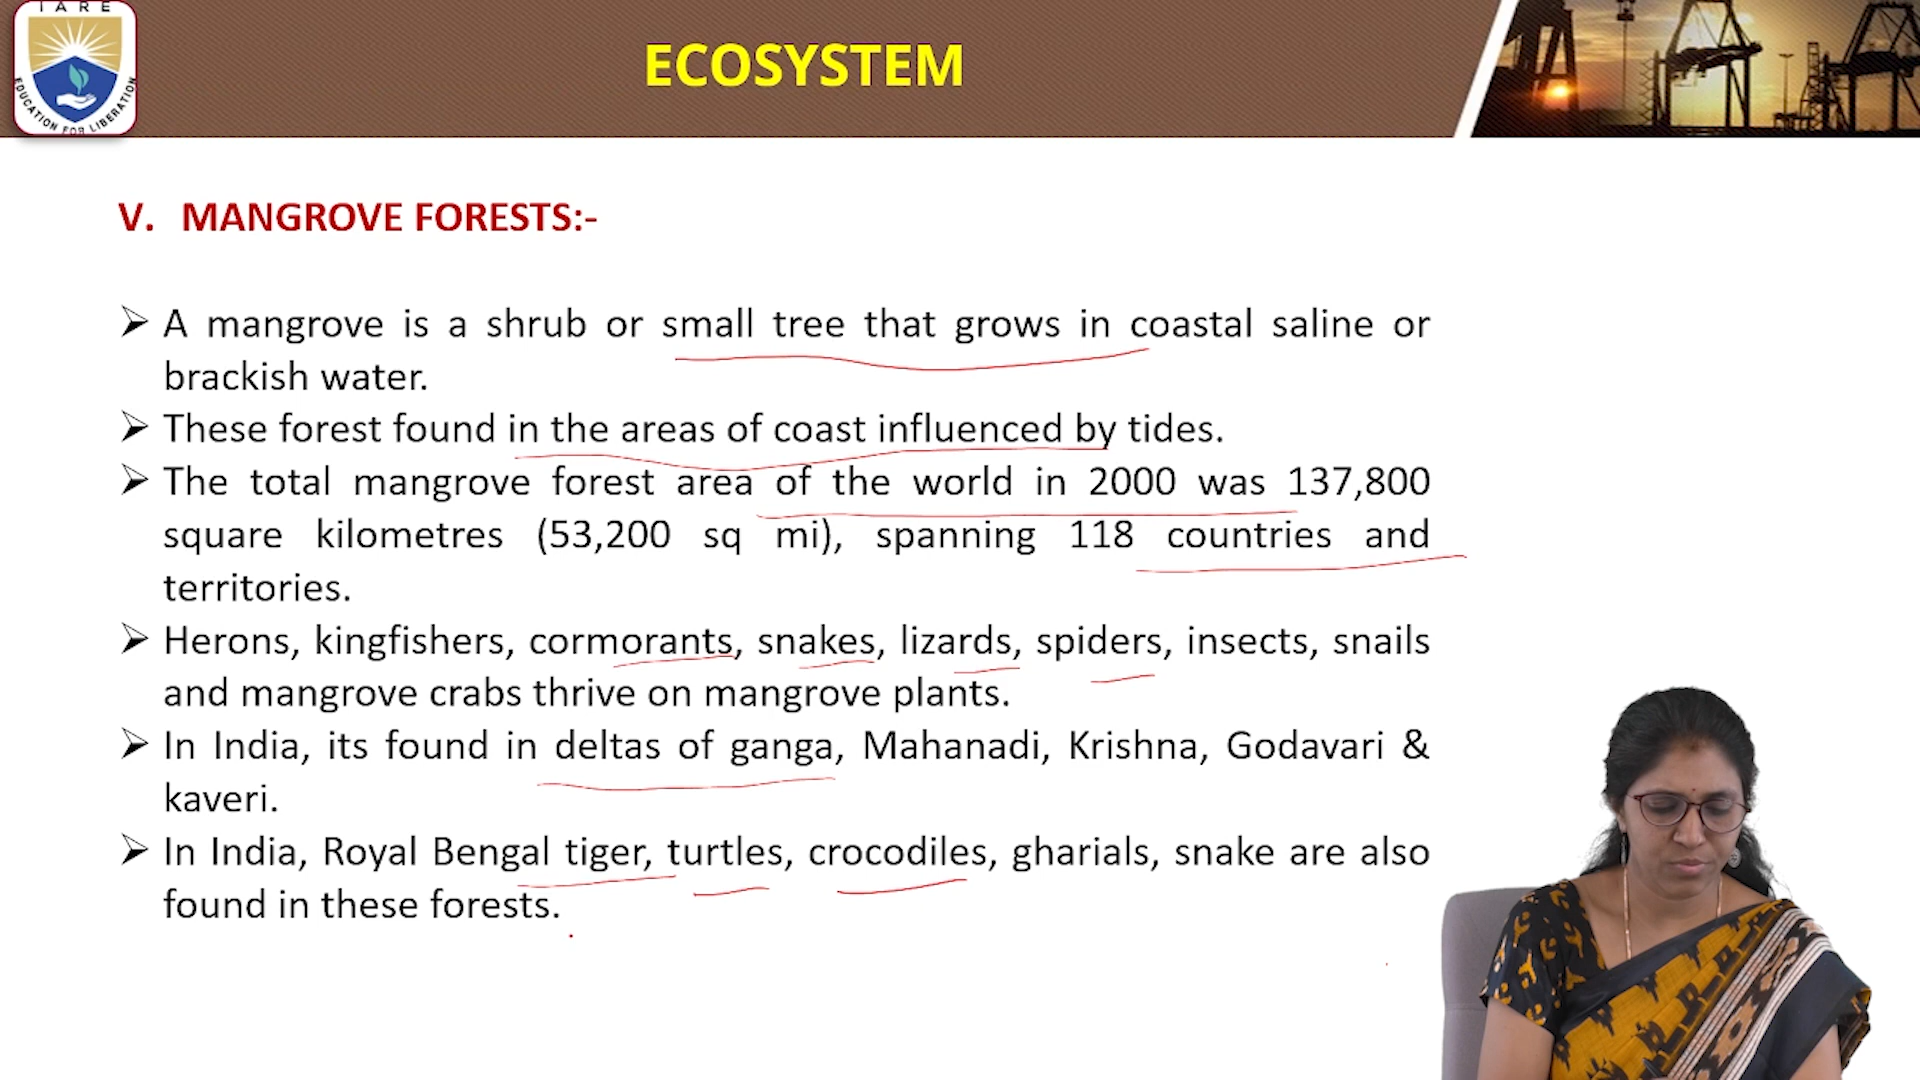 IARE
EDUCATION FOR LIBERATION
ECOSYSTEM
V. MANGROVE FORESTS:-
➢ A mangrove is a shrub or small tree that grows in coastal saline or
brackish water.
➢ These forest found in the areas of coast influenced by tides.
➢ The total mangrove forest area of the world in 2000 was 137,800
square kilometres (53,200 sq mi), spanning 118 countries and
territories.
➢ Herons, kingfishers, cormorants, snakes, lizards, spiders, insects, snails
and mangrove crabs thrive on mangrove plants.
➢ In India, its found in deltas of ganga, Mahanadi, Krishna, Godavari &
kaveri.
➢ In India, Royal Bengal tiger, turtles, crocodiles, gharials, snake are also
found in these forests.